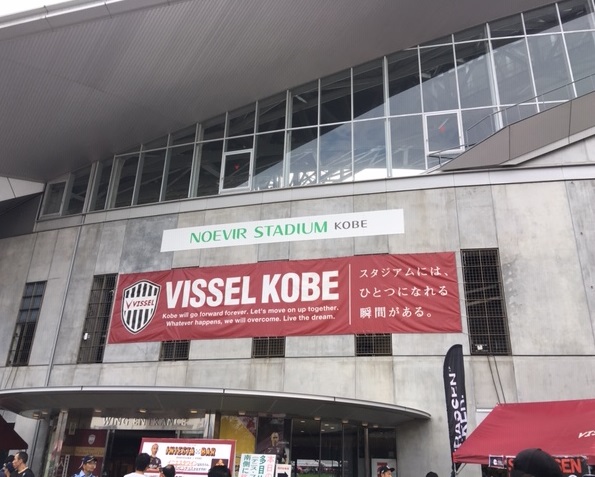 NOEVIR STADIUM KOBE
VISSEL
VISSEL KOBE
Kobe will go forward forever. Let's move on up together.
Whatever happens, we will overcome. Live the dream.
スタジアムには、
ひとつになれる
瞬間がある。
WING ENTRANCE